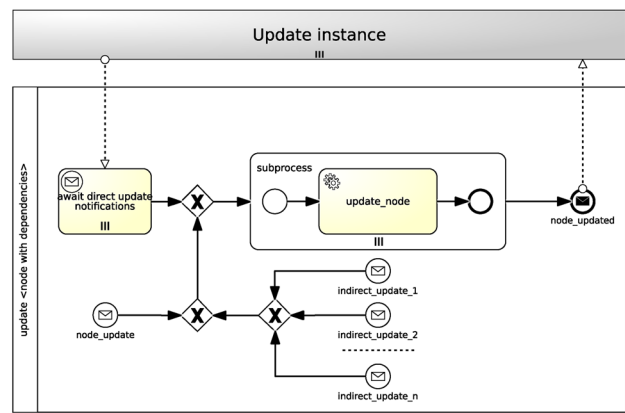 Update instance
update <node with dependencies>
await direct update
notifications
X
subprocess
update_node
node_updated
indirect_update_1
node_update
X
X
indirect_update_2
indirect_update_n